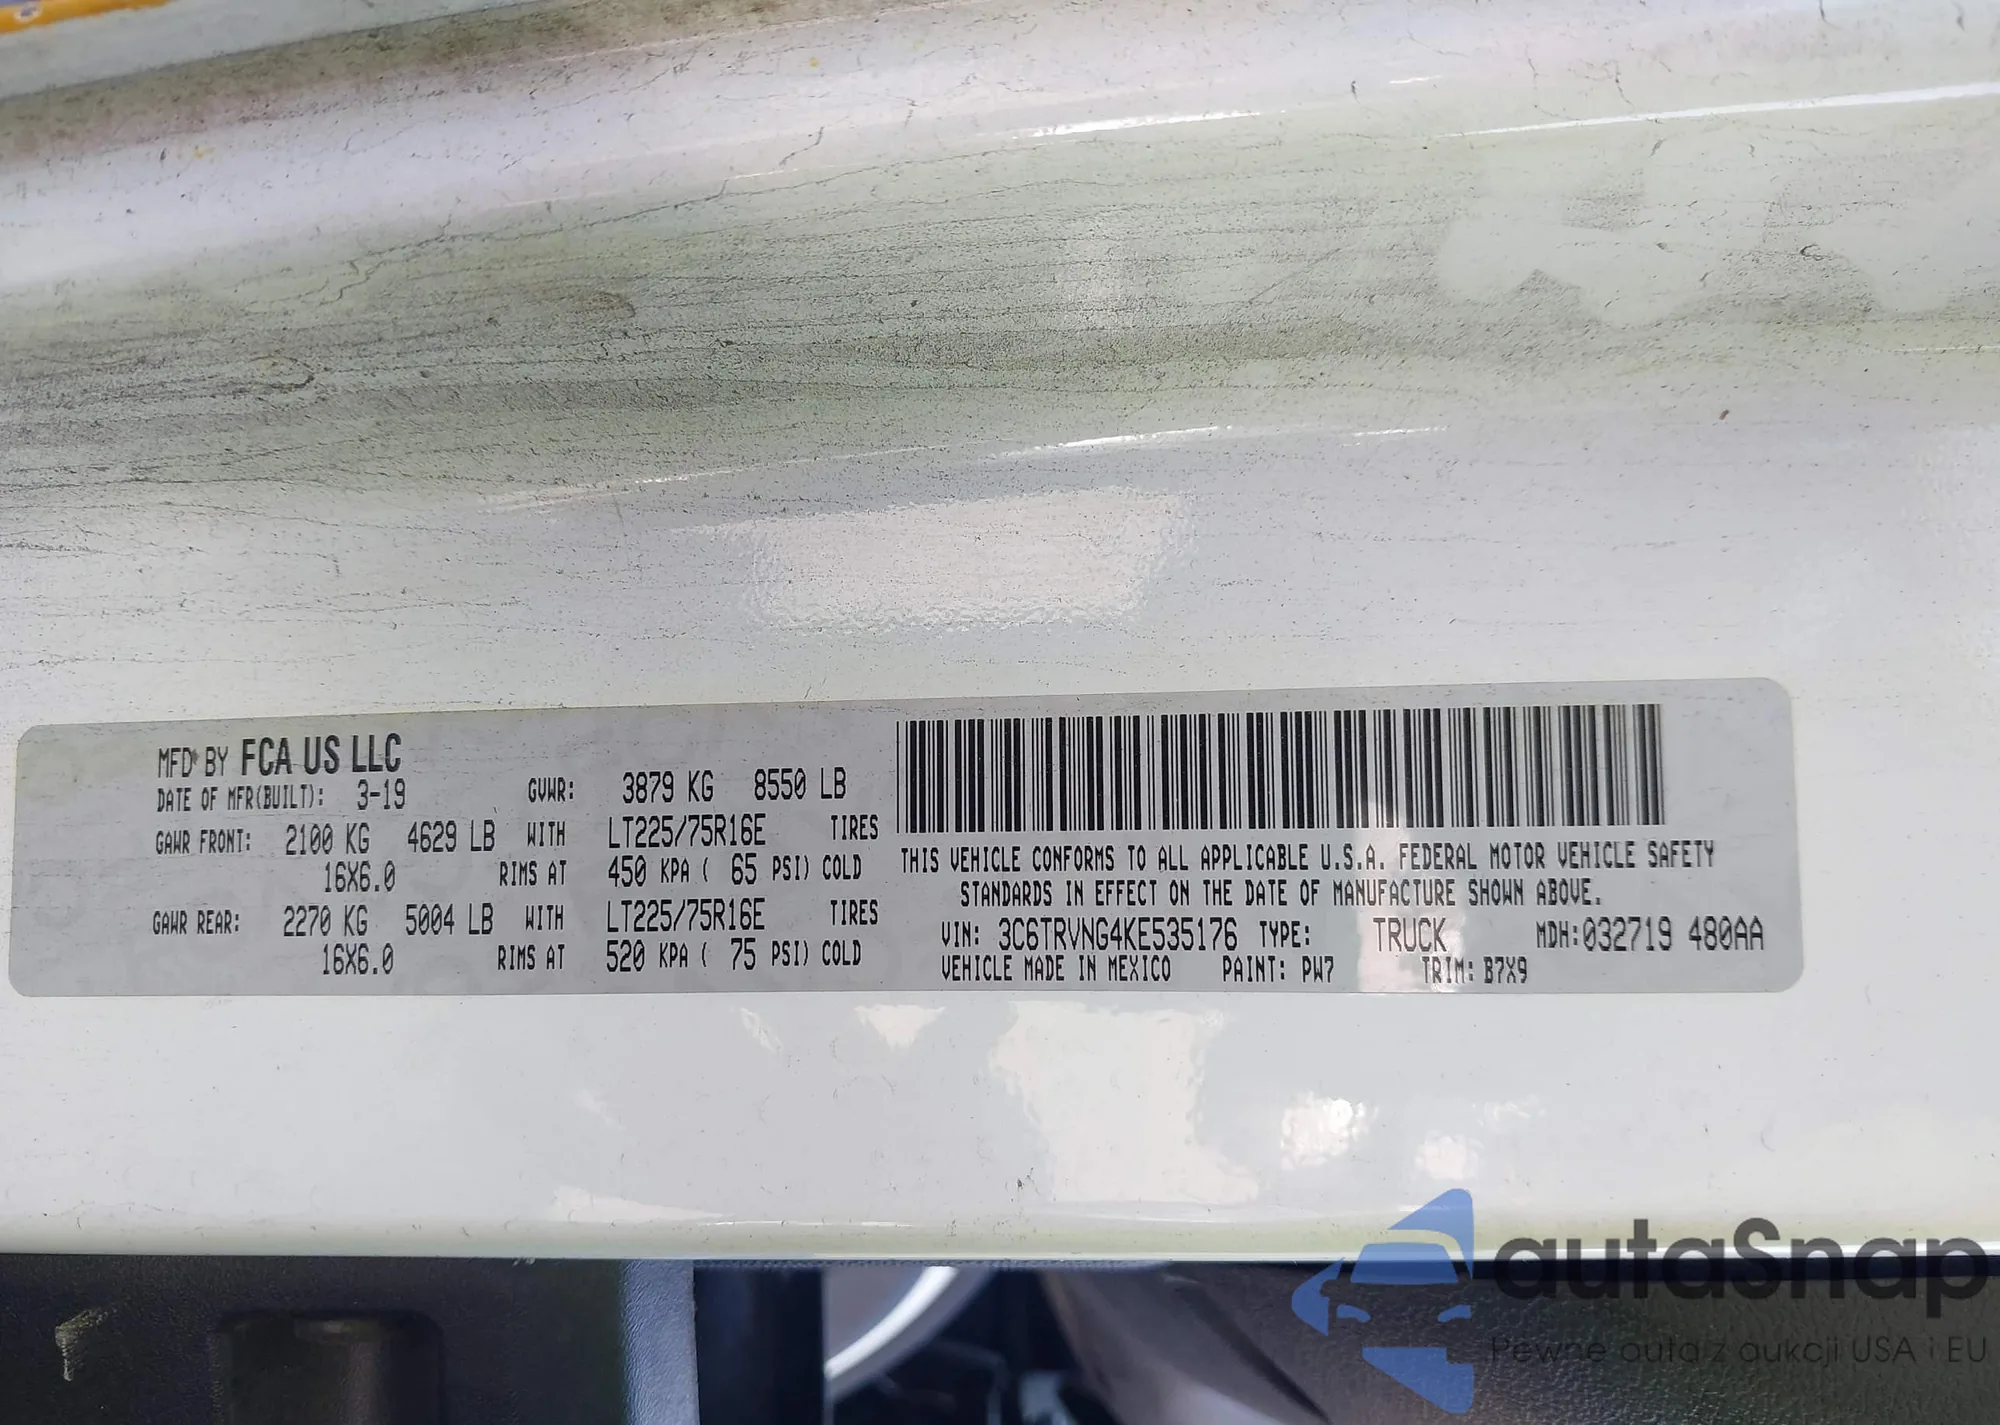 MFD BY FCA US LLC
DATE OF MFR(BUILT): 3-19 GVWR: 3879 KG 8550 LB
GAWR FRONT: 2100 KG 4629 LB WITH LT225/75R16E TIRES
16X6.0 RIMS AT 450 KPA ( 65 PSI) COLD
GAWR REAR: 2270 KG 5004 LB WITH LT225/75R16E TIRES
16X6.0 RIMS AT 520 KPA ( 75 PSI) COLD
THIS VEHICLE CONFORMS TO ALL APPLICABLE U.S.A. FEDERAL MOTOR VEHICLE SAFETY
STANDARDS IN EFFECT ON THE DATE OF MANUFACTURE SHOWN ABOVE.
VIN: 3C6TRVNG4KE535176 TYPE: TRUCK MDH:032719 480AA
VEHICLE MADE IN MEXICO PAINT: PW7 TRIM: B7X9
autaSnap
Pewne auta z aukcji USA i EU